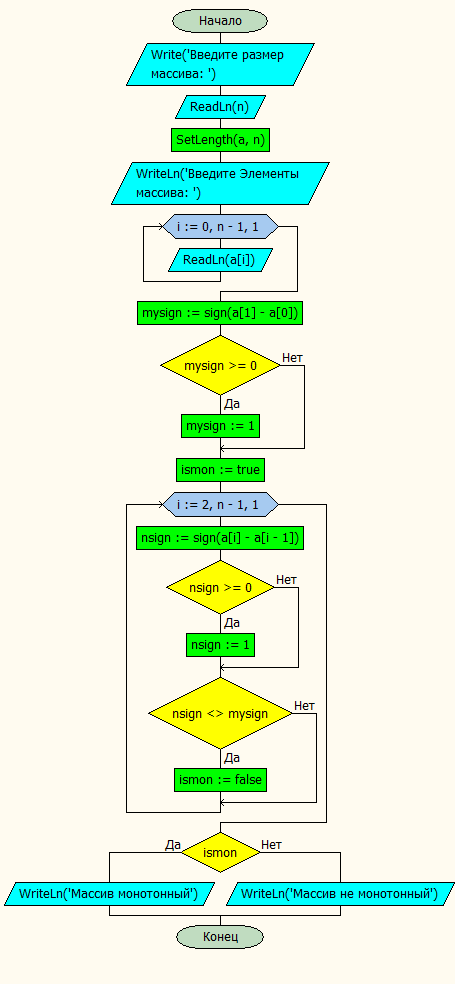 Начало
Write('Введите размер
массива: ')
ReadLn(n)
SetLength(a, n)
WriteLn('Введите Элементы
массива: ')
i := 0, n - 1, 1
ReadLn(a[i])
mysign := sign(a[1] - a[0])
mysign >= 0
Нет
Да
mysign := 1
ismon := true
i := 2, n - 1, 1
nsign := sign(a[i] - a[i - 1])
nsign >= 0
Нет
Да
nsign := 1
nsign <> mysign
Нет
Да
ismon := false
Да
ismon
Нет
WriteLn('Массив монотонный')
WriteLn('Массив не монотонный')
Конец